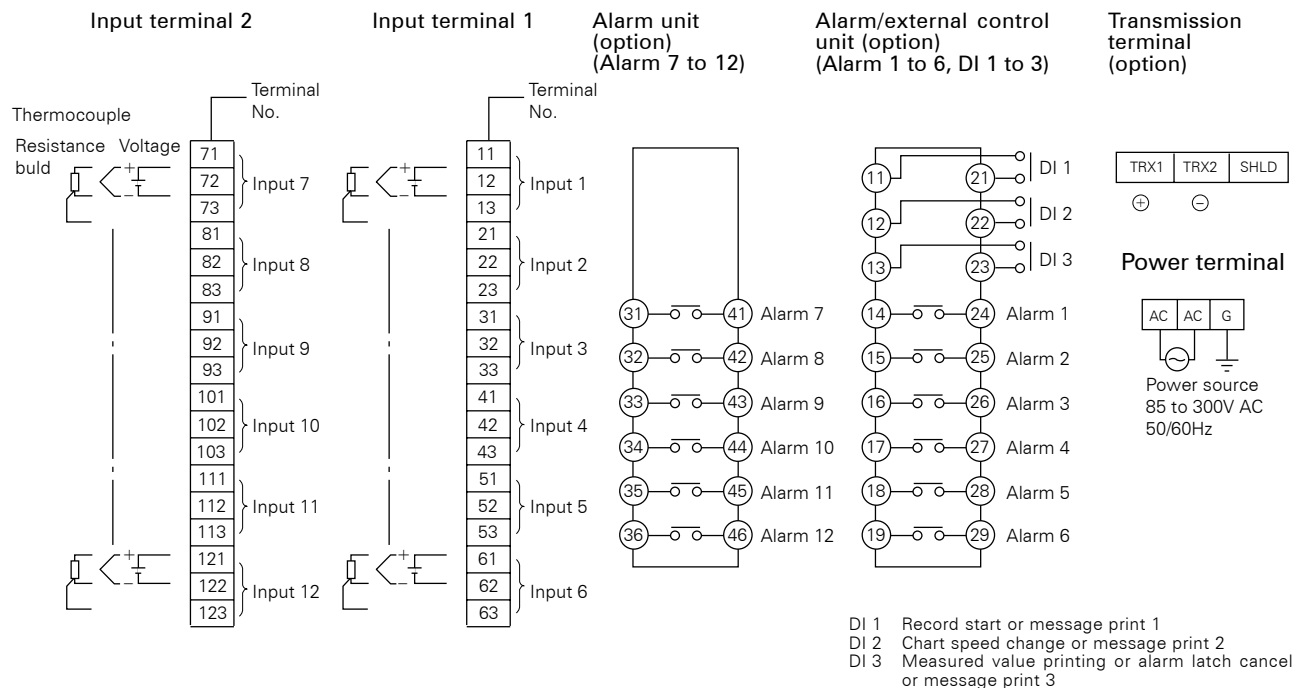 Input terminal 2
Thermocouple
Resistance buld
Voltage
+
−
Terminal No.
71
72
73
Input 7
81
82
83
Input 8
91
92
93
Input 9
101
102
103
Input 10
111
112
113
Input 11
+
−
121
122
123
Input 12
Input terminal 1
Terminal No.
+
−
11
12
13
Input 1
21
22
23
Input 2
31
32
33
Input 3
41
42
43
Input 4
51
52
53
Input 5
+
−
61
62
63
Input 6
Alarm unit
(option)
(Alarm 7 to 12)
31 41 Alarm 7
32 42 Alarm 8
33 43 Alarm 9
34 44 Alarm 10
35 45 Alarm 11
36 46 Alarm 12
Alarm/external control
unit (option)
(Alarm 1 to 6, DI 1 to 3)
11 21 DI 1
12 22 DI 2
13 23 DI 3
14 24 Alarm 1
15 25 Alarm 2
16 26 Alarm 3
17 27 Alarm 4
18 28 Alarm 5
19 29 Alarm 6
DI 1 Record start or message print 1
DI 2 Chart speed change or message print 2
DI 3 Measured value printing or alarm latch cancel
or message print 3
Transmission
terminal
(option)
TRX1 TRX2 SHLD
+ −
Power terminal
AC AC G
Power source
85 to 300V AC
50/60Hz